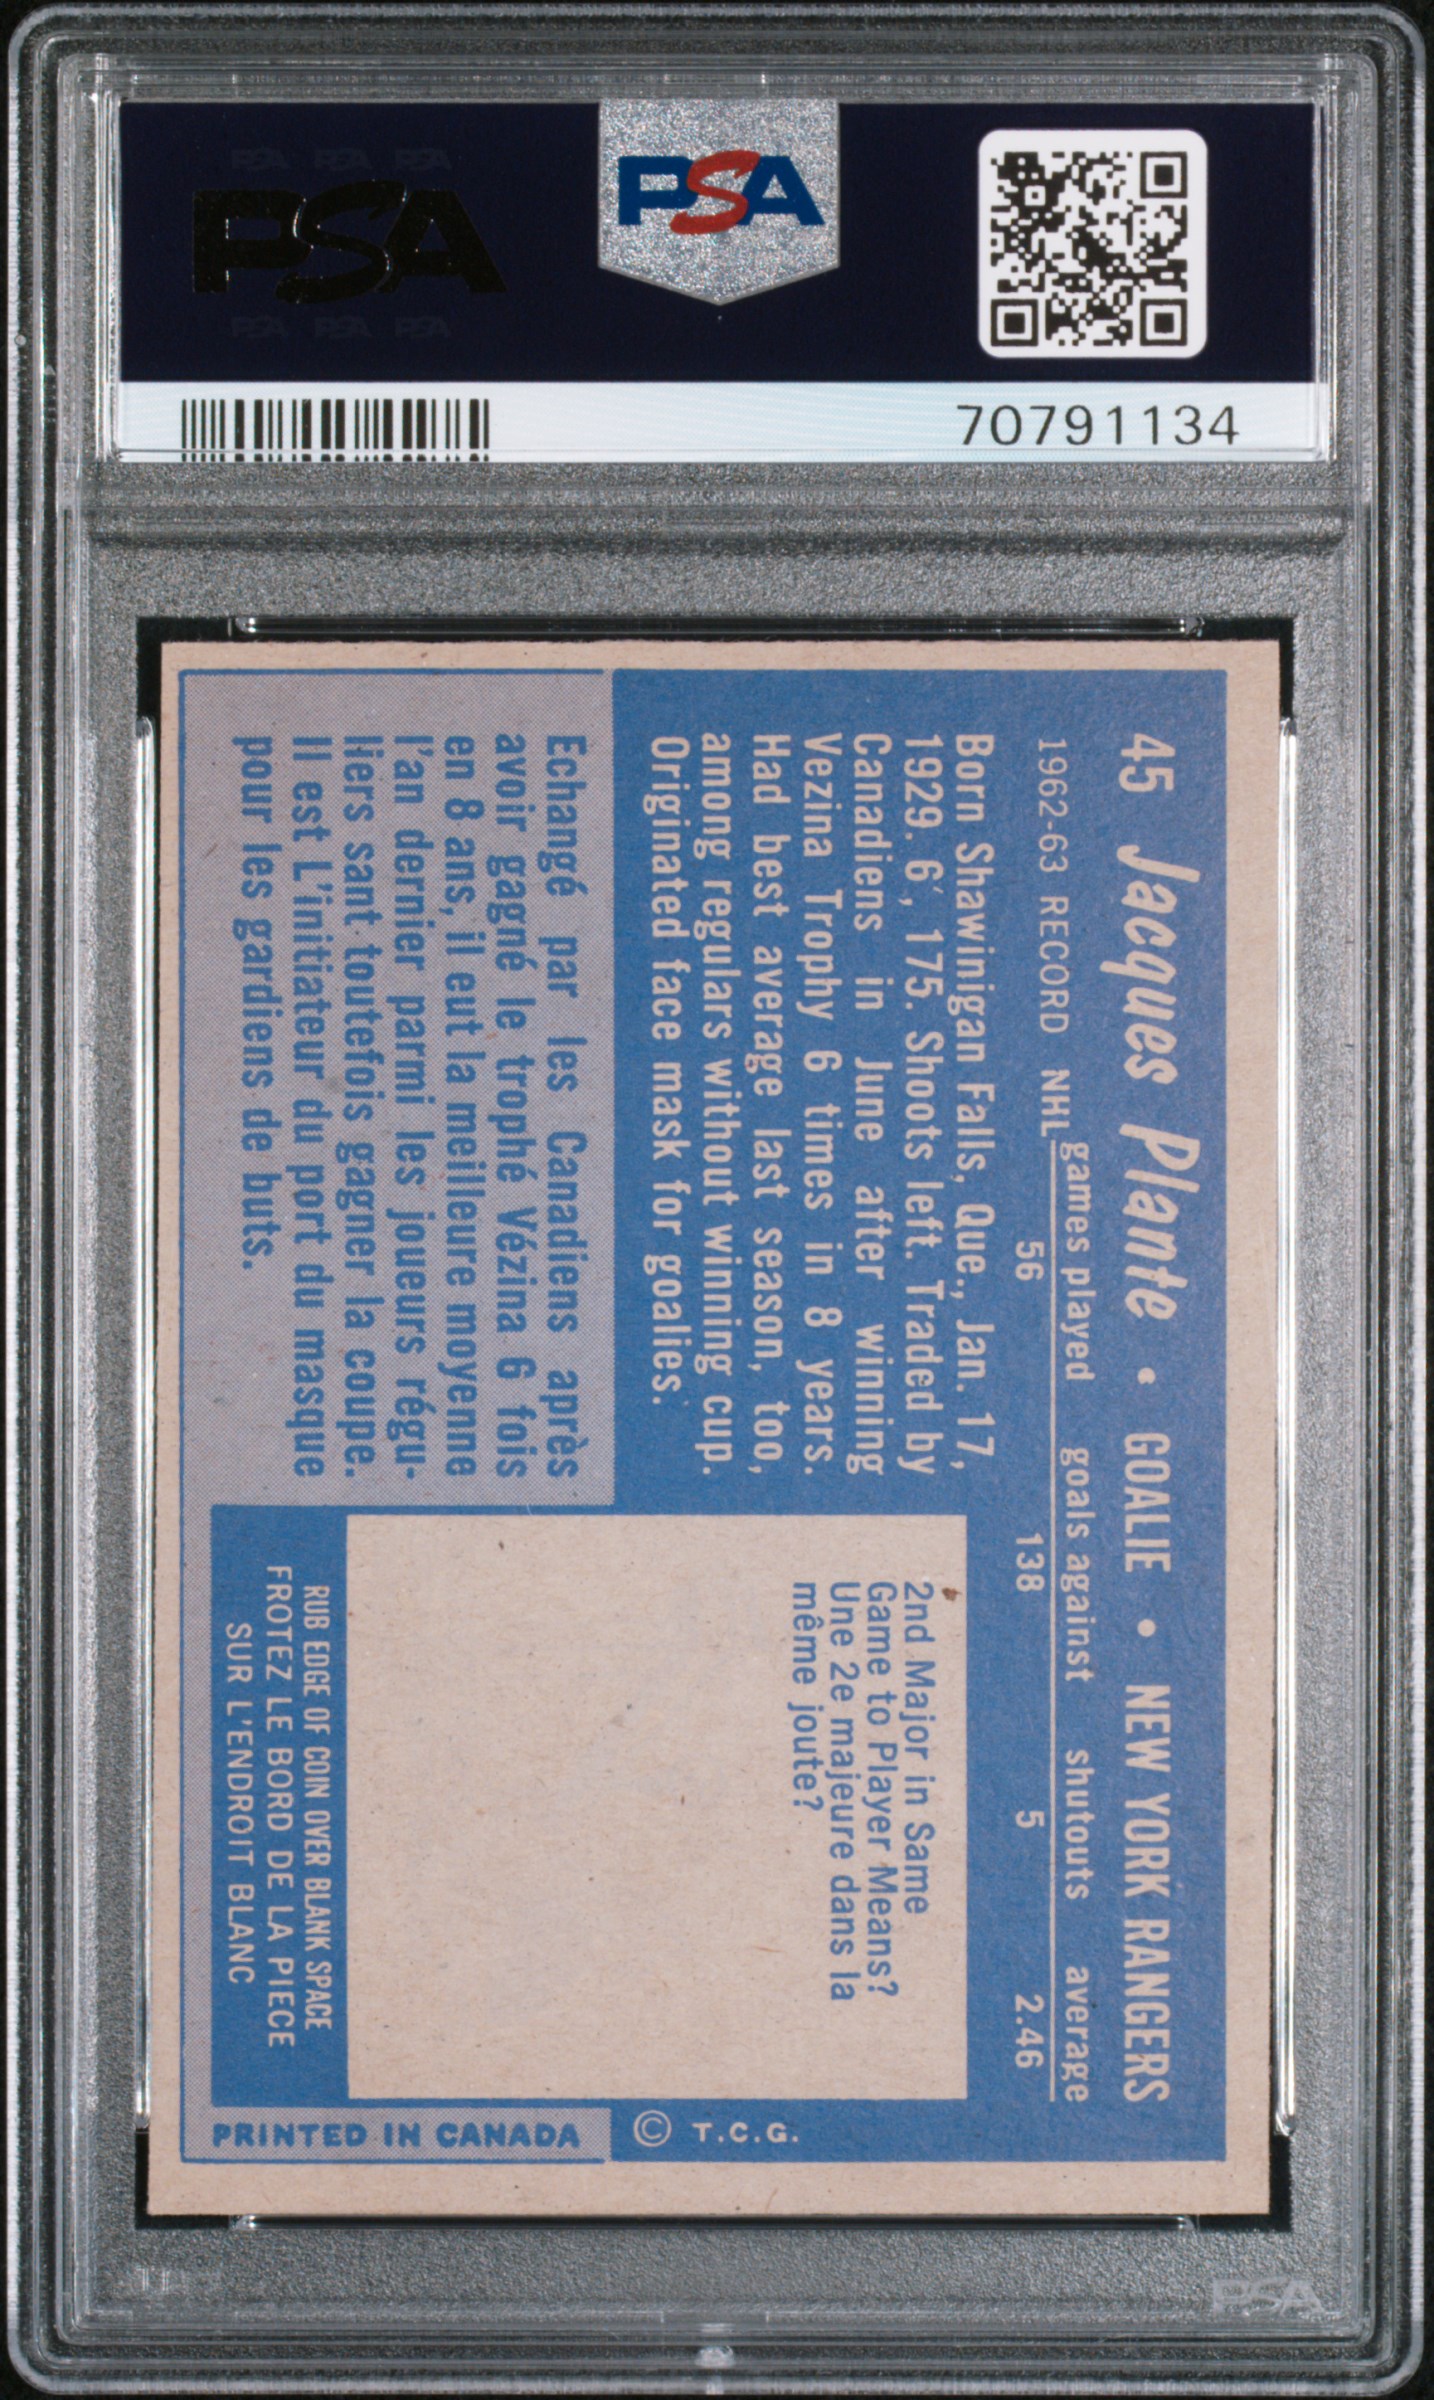 PSA PSA PSA
PSA
PSA PSA PSA
PSA
70791134
45 Jacques Plante • GOALIE • NEW YORK RANGERS
games played goals against shutouts average
1962-63 RECORD NHL 56 138 5 2.46
Born Shawinigan Falls, Que., Jan. 17,
1929. 6', 175. Shoots left. Traded by
Canadiens in June after winning
Vezina Trophy 6 times in 8 years.
Had best average last season, too,
among regulars without winning cup.
Originated face mask for goalies.
Echangé par les Canadiens après
avoir gagné le trophé Vézina 6 fois
en 8 ans, il eut la meilleure moyenne
l'an dernier parmi les joueurs régu-
liers sant toutefois gagner la coupe.
Il est L'initiateur du port du masque
pour les gardiens de buts.
2nd Major in Same
Game to Player Means?
Une 2e majeure dans la
même joute?
RUB EDGE OF COIN OVER BLANK SPACE
FROTEZ LE BORD DE LA PIECE
SUR L'ENDROIT BLANC
© T.C.G.
PRINTED IN CANADA
PSA